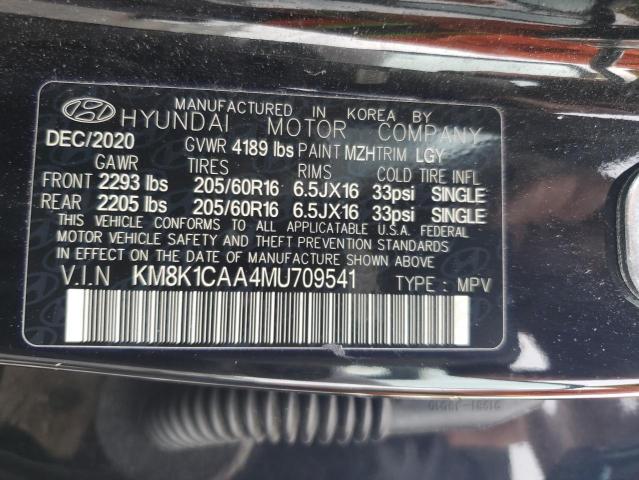 MANUFACTURED IN KOREA BY
HYUNDAI MOTOR COMPANY
DEC/2020 GVWR 4189 lbs PAINT MZH TRIM LGY
GAWR TIRES RIMS COLD TIRE INFL
FRONT 2293 lbs 205/60R16 6.5JX16 33psi SINGLE
REAR 2205 lbs 205/60R16 6.5JX16 33psi SINGLE
THIS VEHICLE CONFORMS TO ALL APPLICATABLE U.S.A. FEDERAL
MOTOR VEHICLE SAFETY AND THEFT PREVENTION STANDARDS
IN EFFECT ON THE DATE OF MANUFACTURE SHOWN ABOVE
V.I.N KM8K1CAA4MU709541 TYPE : MPV